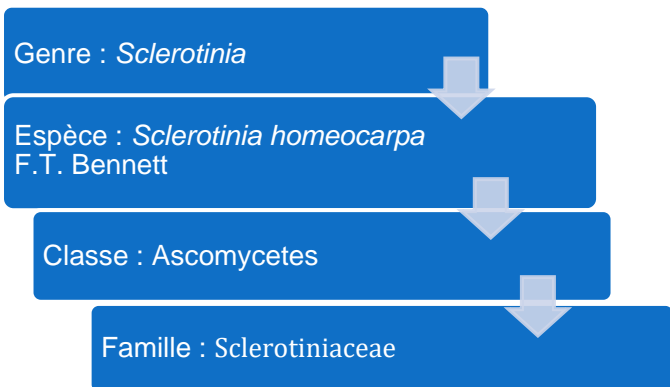 Genre : Sclerotinia
Espèce : Sclerotinia homeocarpa
F.T. Bennett
Classe : Ascomycetes
Famille : Sclerotiniaceae